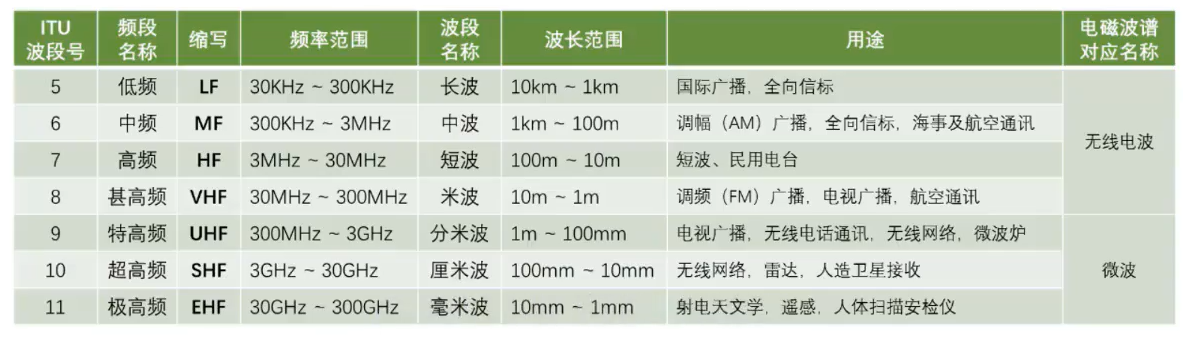 ITU 波段号 频段名称 缩写 频率范围 波段名称 波长范围 用途 电磁波谱对应名称
5 低频 LF 30KHz ~ 300KHz 长波 10km ~ 1km 国际广播，全向信标
6 中频 MF 300KHz ~ 3MHz 中波 1km ~ 100m 调幅（AM）广播，全向信标，海事及航空通讯
无线电波
7 高频 HF 3MHz ~ 30MHz 短波 100m ~ 10m 短波、民用电台
8 甚高频 VHF 30MHz ~ 300MHz 米波 10m ~ 1m 调频（FM）广播，电视广播，航空通讯
9 特高频 UHF 300MHz ~ 3GHz 分米波 1m ~ 100mm 电视广播，无线电话通讯，无线网络，微波炉
10 超高频 SHF 3GHz ~ 30GHz 厘米波 100mm ~ 10mm 无线网络，雷达，人造卫星接收 微波
11 极高频 EHF 30GHz ~ 300GHz 毫米波 10mm ~ 1mm 射电天文学，遥感，人体扫描安检仪